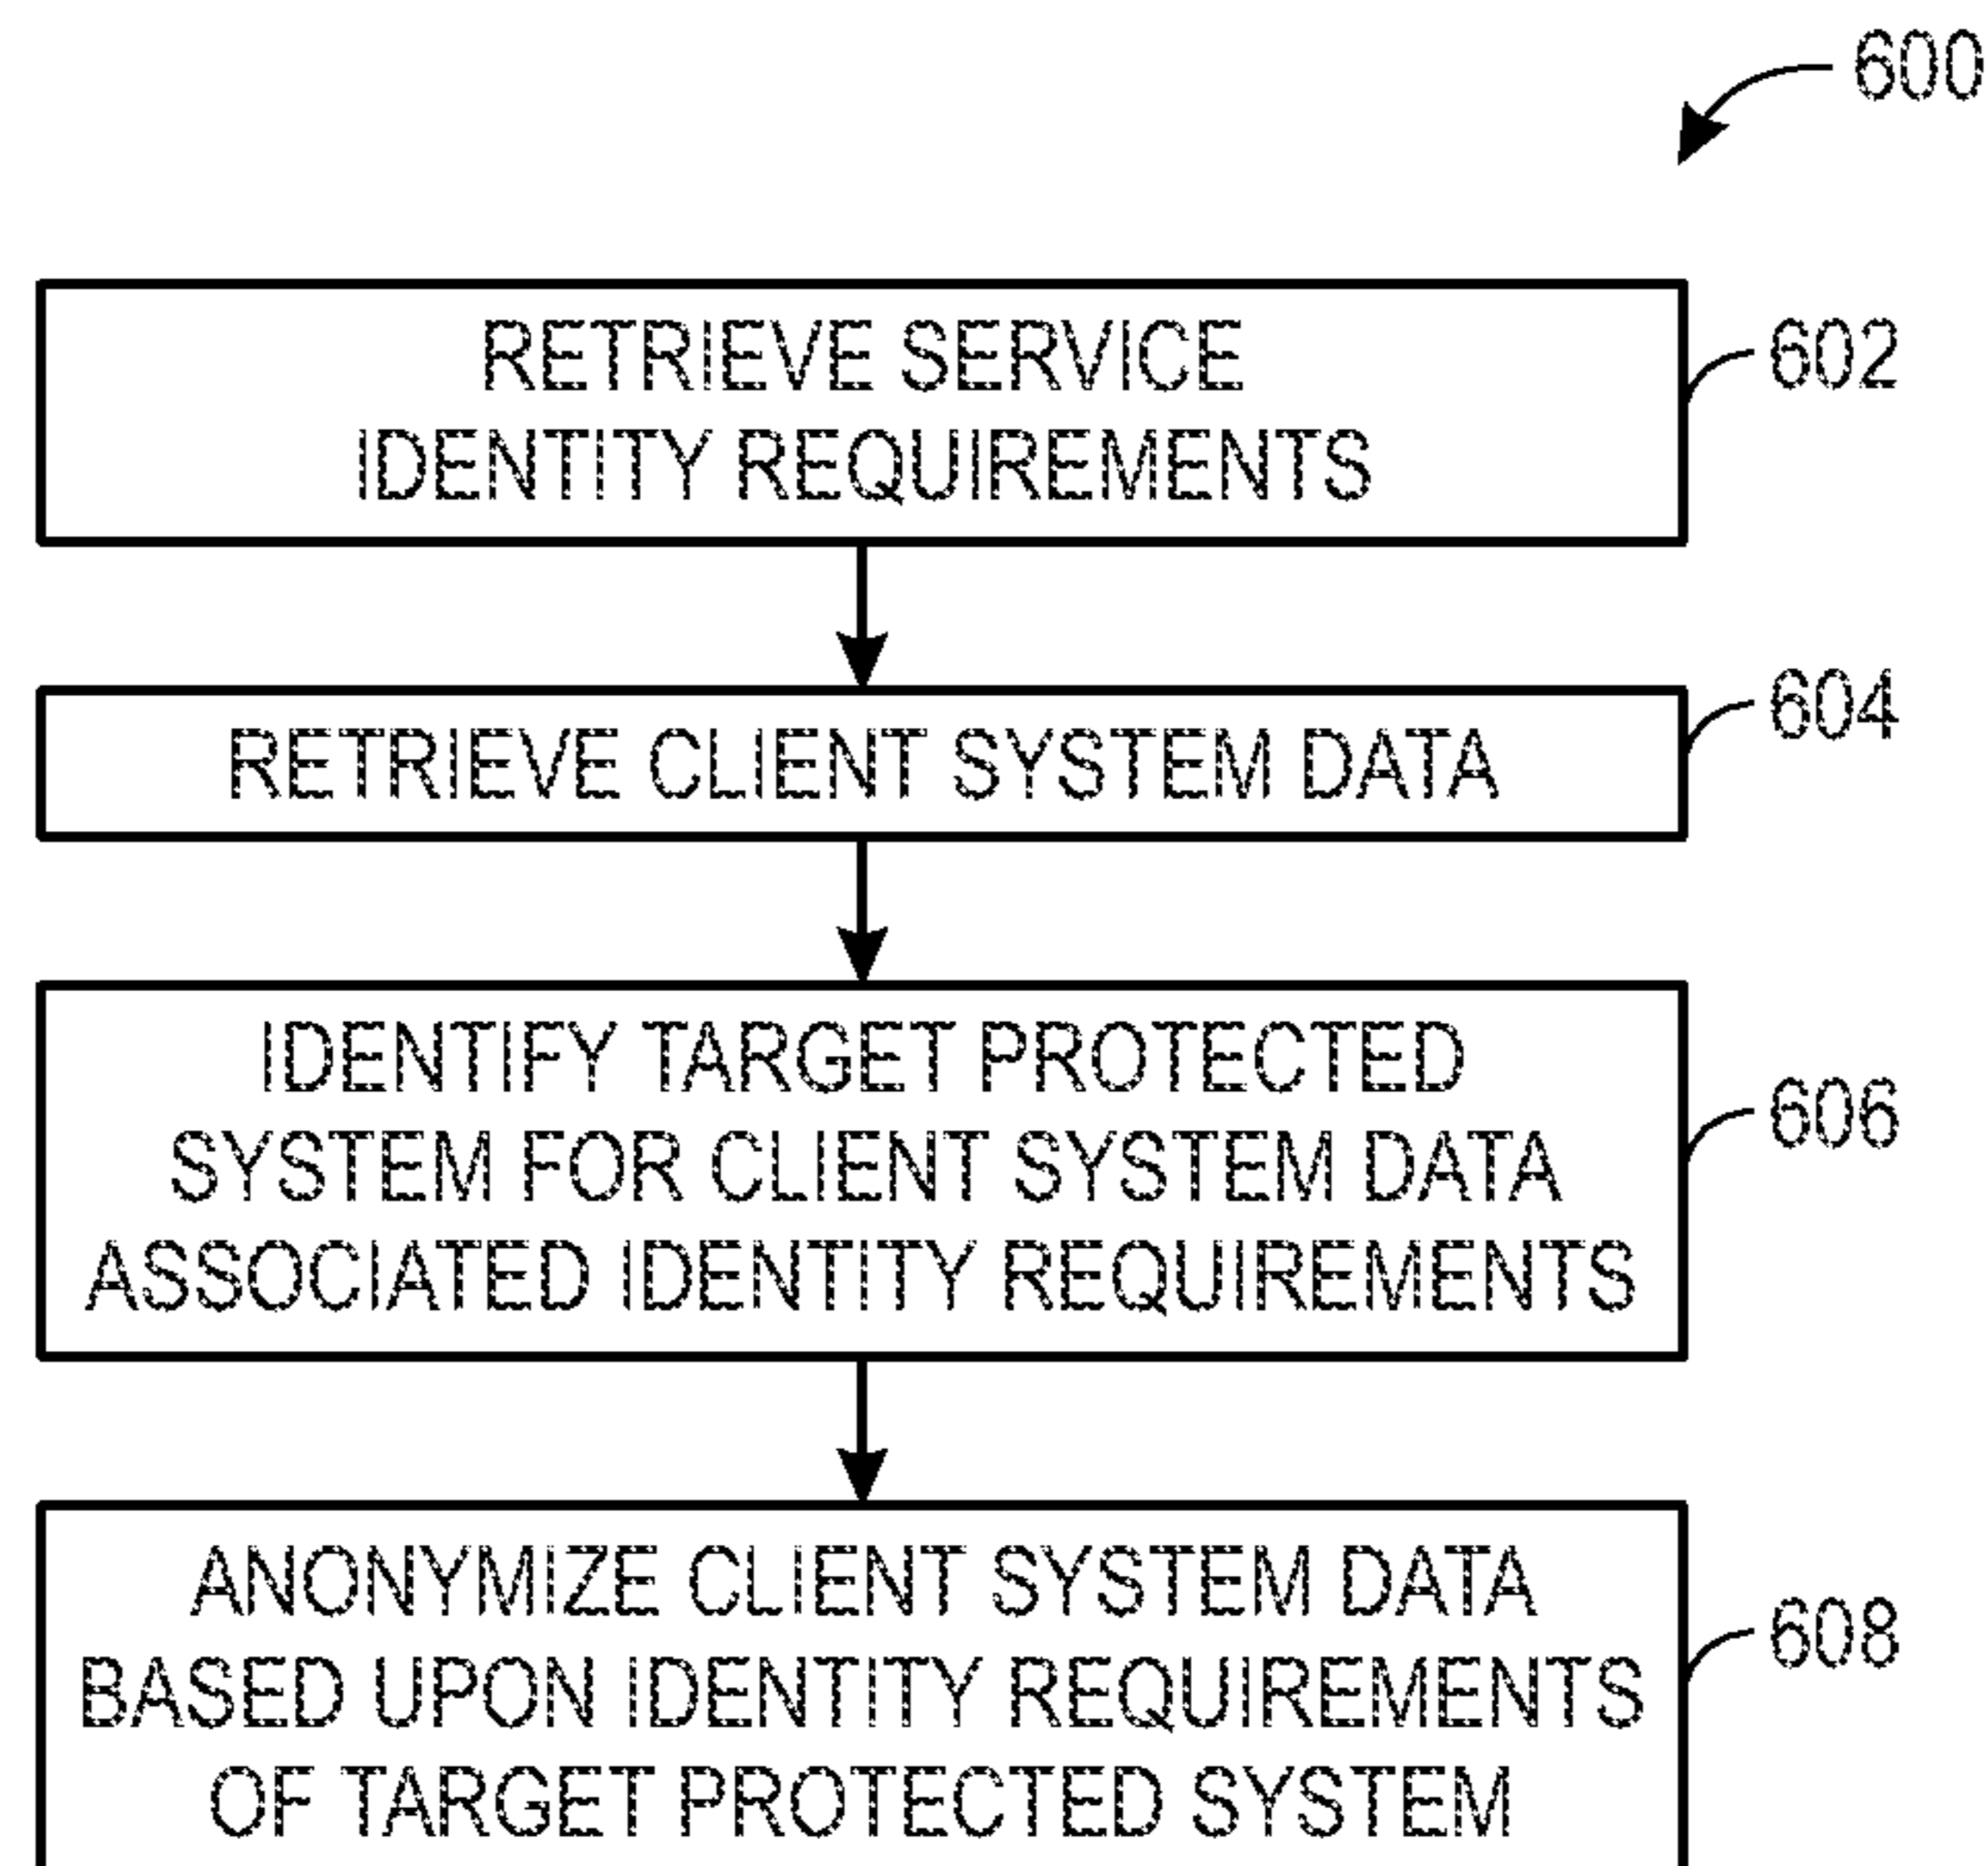 600
RETRIEVE SERVICE
IDENTITY REQUIREMENTS
602
RETRIEVE CLIENT SYSTEM DATA
604
IDENTIFY TARGET PROTECTED
SYSTEM FOR CLIENT SYSTEM DATA
ASSOCIATED IDENTITY REQUIREMENTS
606
ANONYMIZE CLIENT SYSTEM DATA
BASED UPON IDENTITY REQUIREMENTS
OF TARGET PROTECTED SYSTEM
608